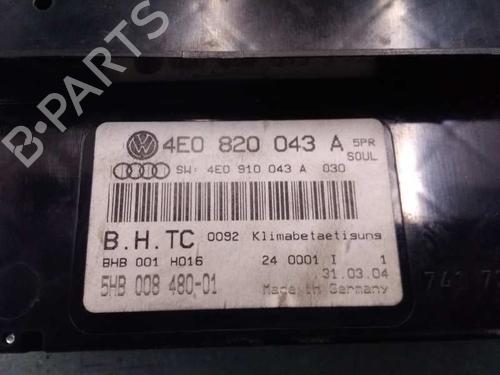 B-PARTS
4E0 820 043 A 5PR
SOUL
SW: 4E0 910 043 A 030
B.H.TC 0092 Klimabetaetisung
BHB 001 H016 24 0001 I 1
5HB 008 480-01 31.03.04
Made in Germany